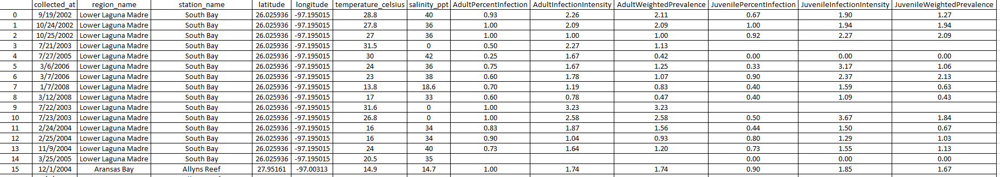 collected_at region_name station_name latitude longitude temperature_celsius salinity_ppt AdultPercentInfection AdultInfectionIntensity AdultWeightedPrevalence JuvenilePercentInfection JuvenileInfectionIntensity JuvenileWeightedPrevalence
0 9/19/2002 Lower Laguna Madre South Bay 26.025936 -97.195015 28.8 40 0.93 2.26 2.11 0.67 1.90 1.27
1 10/24/2002 Lower Laguna Madre South Bay 26.025936 -97.195015 27.8 36 1.00 2.09 2.09 1.00 1.94 1.94
2 10/25/2002 Lower Laguna Madre South Bay 26.025936 -97.195015 27 36 1.00 1.00 1.00 0.92 2.27 2.09
3 7/21/2003 Lower Laguna Madre South Bay 26.025936 -97.195015 31.5 0 0.50 2.27 1.13
4 7/27/2005 Lower Laguna Madre South Bay 26.025936 -97.195015 30 42 0.25 1.67 0.42 0.00 0.00 0.00
5 3/6/2006 Lower Laguna Madre South Bay 26.025936 -97.195015 24 36 0.75 1.67 1.25 0.33 3.17 1.06
6 3/7/2006 Lower Laguna Madre South Bay 26.025936 -97.195015 23 38 0.60 1.78 1.07 0.90 2.37 2.13
7 1/7/2008 Lower Laguna Madre South Bay 26.025936 -97.195015 13.8 18.6 0.70 1.19 0.83 0.40 1.59 0.63
8 3/12/2008 Lower Laguna Madre South Bay 26.025936 -97.195015 17 33 0.60 0.78 0.47 0.40 1.09 0.43
9 7/22/2003 Lower Laguna Madre South Bay 26.025936 -97.195015 31.6 0 1.00 3.23 3.23
10 7/23/2003 Lower Laguna Madre South Bay 26.025936 -97.195015 26.8 0 1.00 2.58 2.58 0.50 3.67 1.84
11 2/24/2004 Lower Laguna Madre South Bay 26.025936 -97.195015 16 34 0.83 1.87 1.56 0.44 1.50 0.67
12 2/25/2004 Lower Laguna Madre South Bay 26.025936 -97.195015 16 34 0.90 1.04 0.93 0.80 1.29 1.03
13 11/9/2004 Lower Laguna Madre South Bay 26.025936 -97.195015 24 40 0.73 1.64 1.20 0.73 1.55 1.13
14 3/25/2005 Lower Laguna Madre South Bay 26.025936 -97.195015 20.5 35 0.00 0.00 0.00
15 12/1/2004 Aransas Bay Allyns Reef 27.95161 -97.00313 14.9 14.7 1.00 1.74 1.74 0.90 1.85 1.67